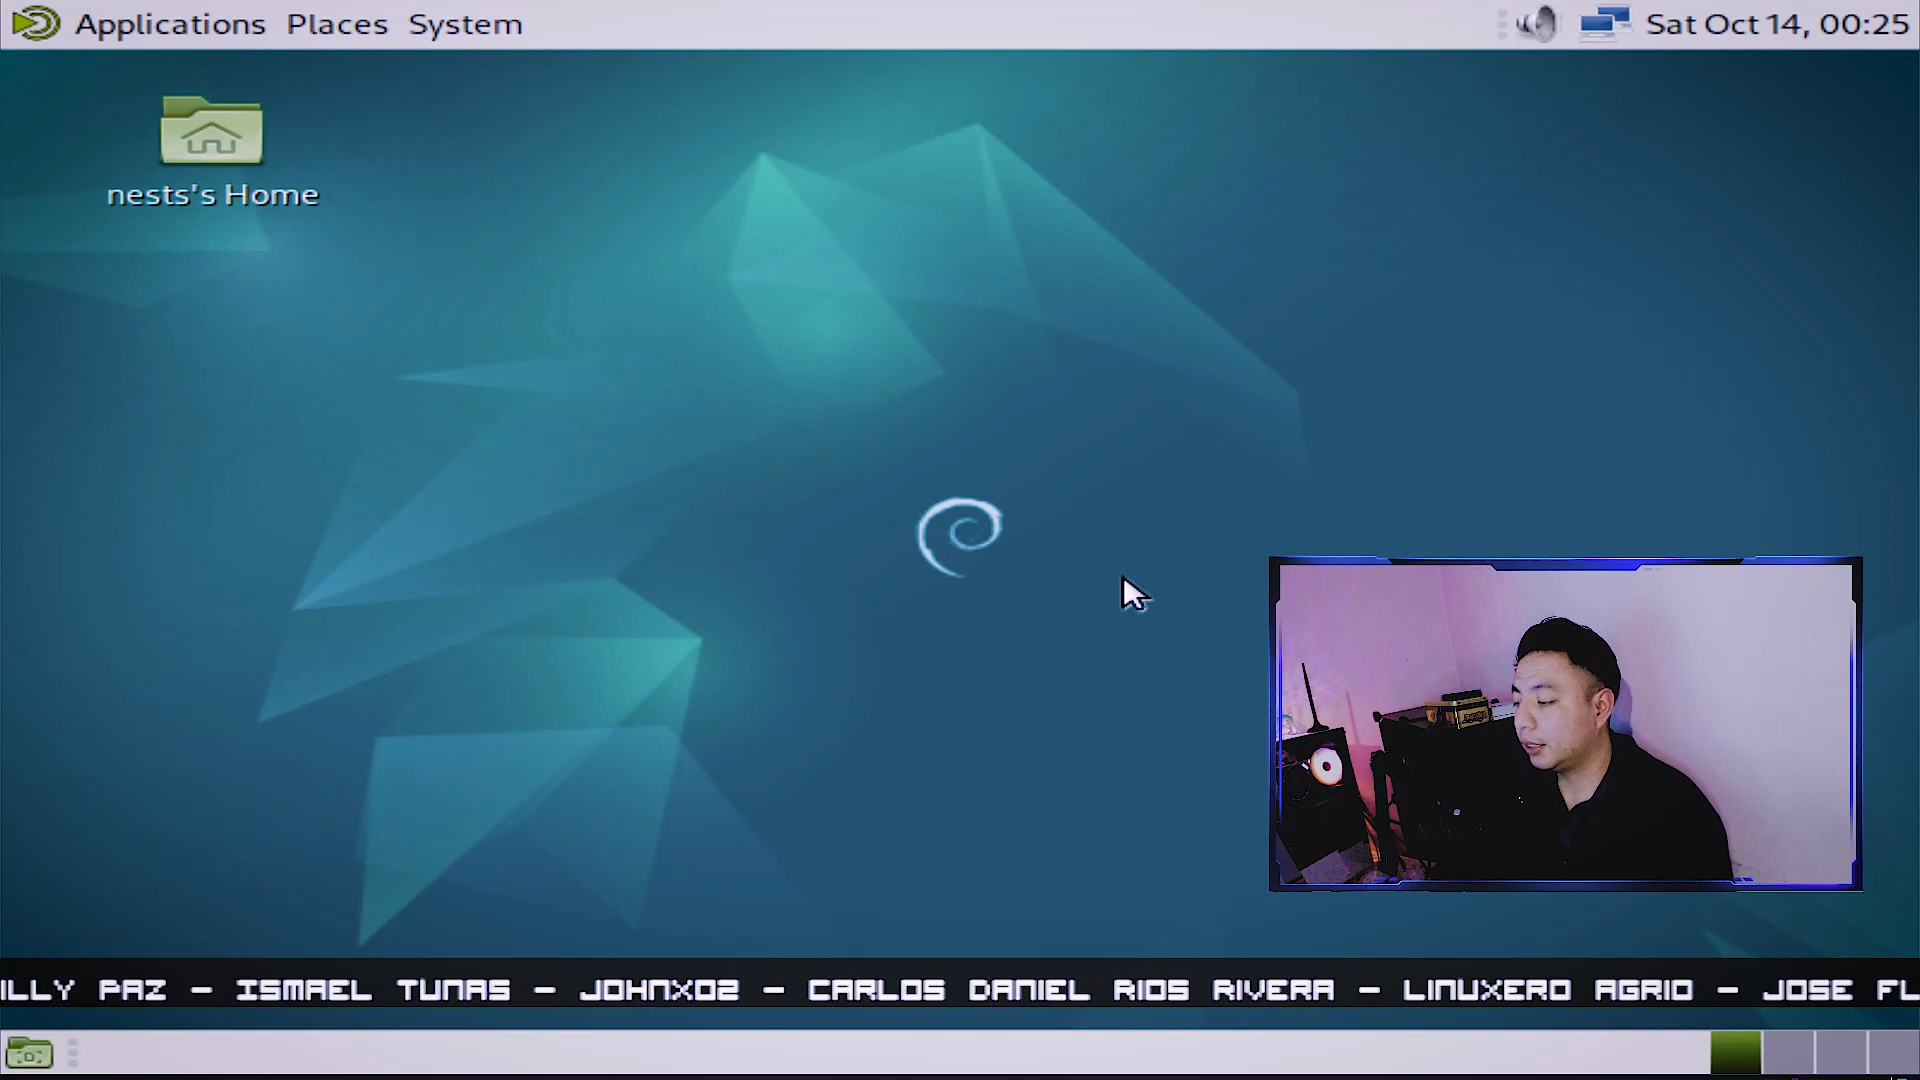 Applications Places System
Sat Oct 14, 00:25
nests's Home
ILLY PAZ - ISMAEL TUNAS - JOHNX02 - CARLOS DANIEL RIOS RIVERA - LINUXERO AGRIO - JOSE FL